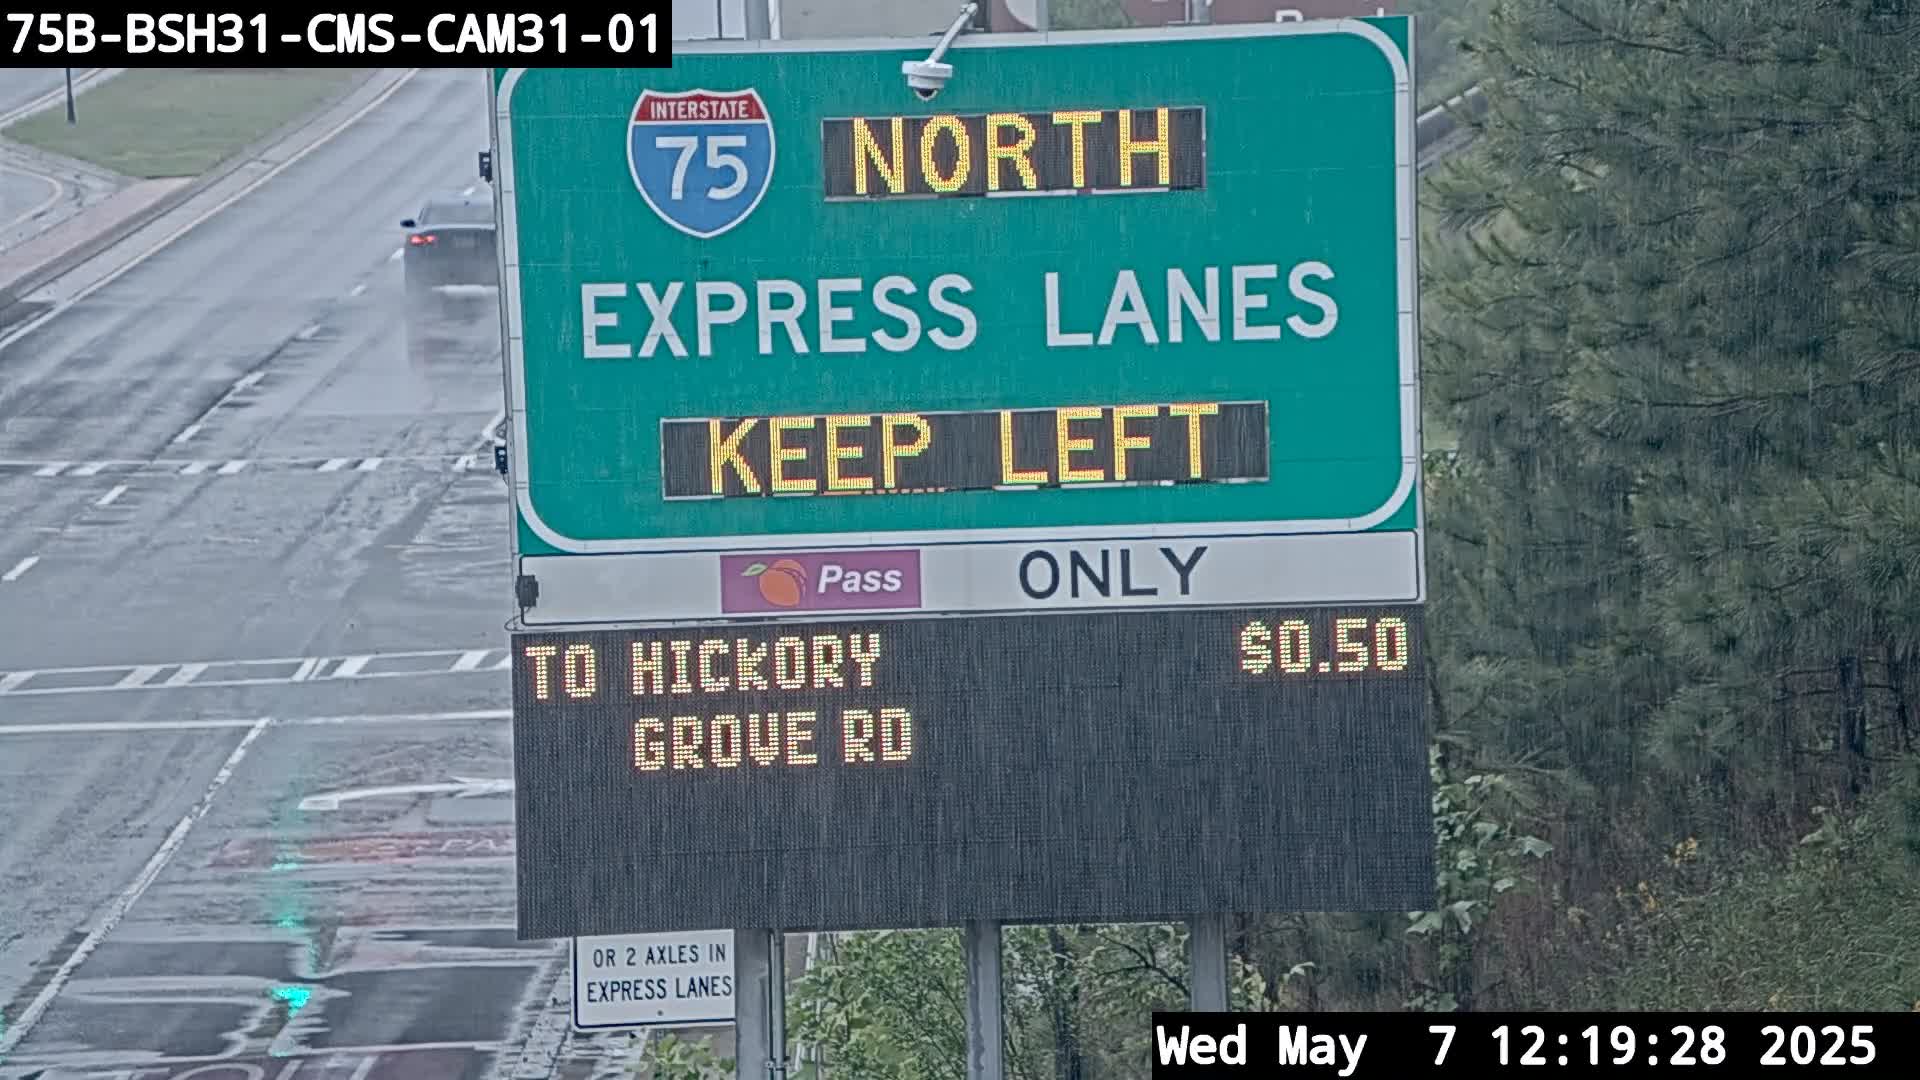 75B-BSH31-CMS-CAM31-01
INTERSTATE
75
NORTH
EXPRESS LANES
KEEP LEFT
Pass ONLY
TO HICKORY $0.50
GROVE RD
OR 2 AXLES IN
EXPRESS LANES
Wed May 7 12:19:28 2025